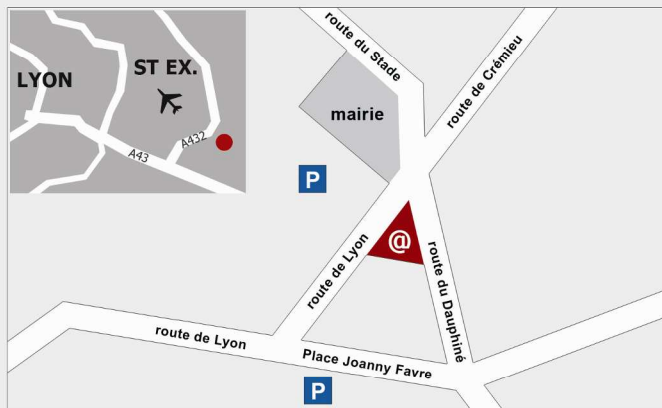 LYON
ST EX.
A432
A43
route du Stade
route de Crémieu
mairie
P
@
route de Lyon
route du Dauphiné
route de Lyon
Place Joanny Favre
P